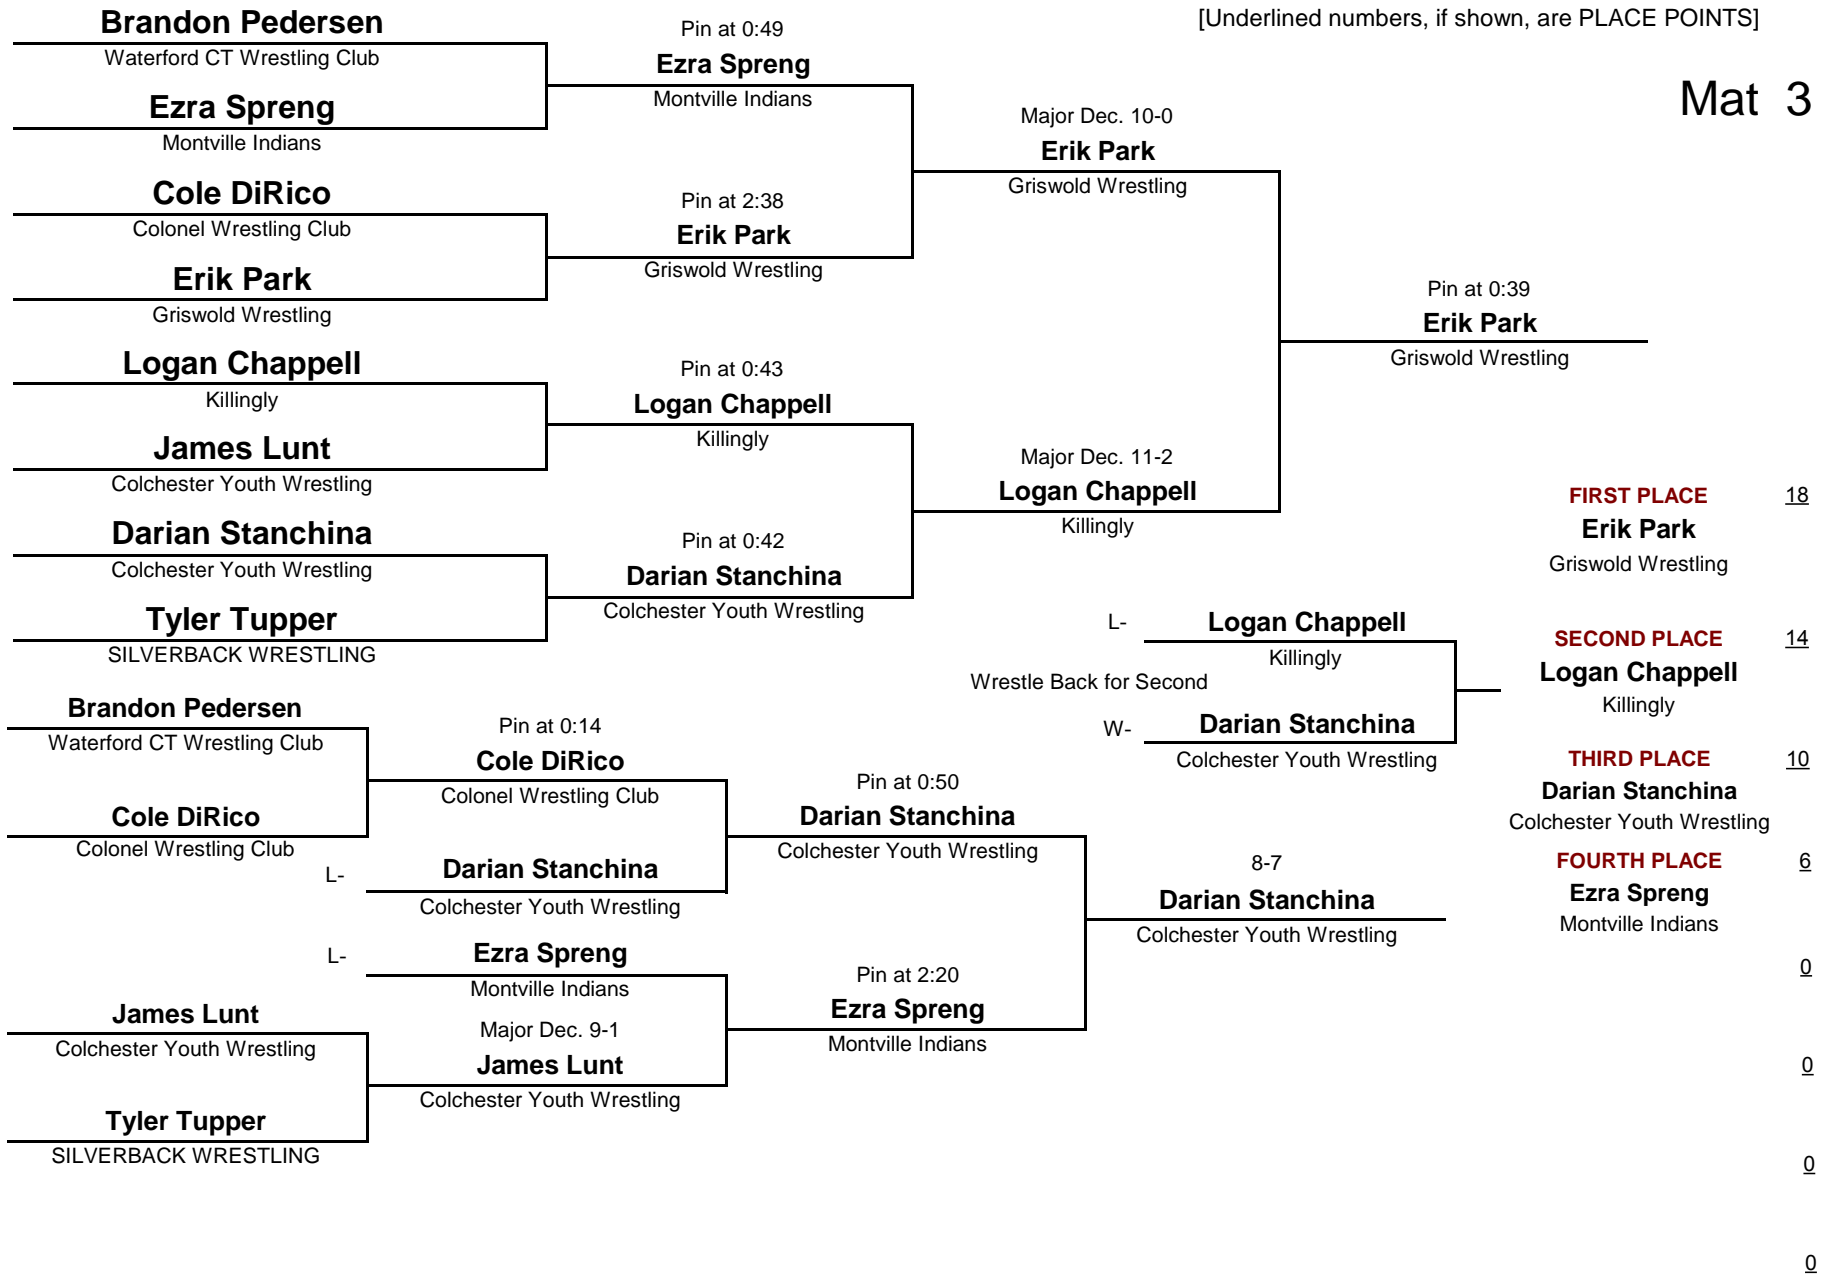 [Underlined numbers, if shown, are PLACE POINTS]
Mat 3
Brandon Pedersen
Waterford CT Wrestling Club
Ezra Spreng
Montville Indians
Cole DiRico
Colonel Wrestling Club
Erik Park
Griswold Wrestling
Logan Chappell
Killingly
James Lunt
Colchester Youth Wrestling
Darian Stanchina
Colchester Youth Wrestling
Tyler Tupper
SILVERBACK WRESTLING
Pin at 0:49
Ezra Spreng
Montville Indians
Pin at 2:38
Erik Park
Griswold Wrestling
Pin at 0:43
Logan Chappell
Killingly
Pin at 0:42
Darian Stanchina
Colchester Youth Wrestling
Major Dec. 10-0
Erik Park
Griswold Wrestling
Major Dec. 11-2
Logan Chappell
Killingly
Pin at 0:39
Erik Park
Griswold Wrestling
Brandon Pedersen
Waterford CT Wrestling Club
Cole DiRico
Colonel Wrestling Club
James Lunt
Colchester Youth Wrestling
Tyler Tupper
SILVERBACK WRESTLING
Pin at 0:14
Cole DiRico
Colonel Wrestling Club
L-
Darian Stanchina
Colchester Youth Wrestling
L-
Ezra Spreng
Montville Indians
Major Dec. 9-1
James Lunt
Colchester Youth Wrestling
Pin at 0:50
Darian Stanchina
Colchester Youth Wrestling
Pin at 2:20
Ezra Spreng
Montville Indians
8-7
Darian Stanchina
Colchester Youth Wrestling
L-
Logan Chappell
Killingly
Wrestle Back for Second
W-
Darian Stanchina
Colchester Youth Wrestling
FIRST PLACE 18
Erik Park
Griswold Wrestling
SECOND PLACE 14
Logan Chappell
Killingly
THIRD PLACE 10
Darian Stanchina
Colchester Youth Wrestling
FOURTH PLACE 6
Ezra Spreng
Montville Indians
0
0
0
0